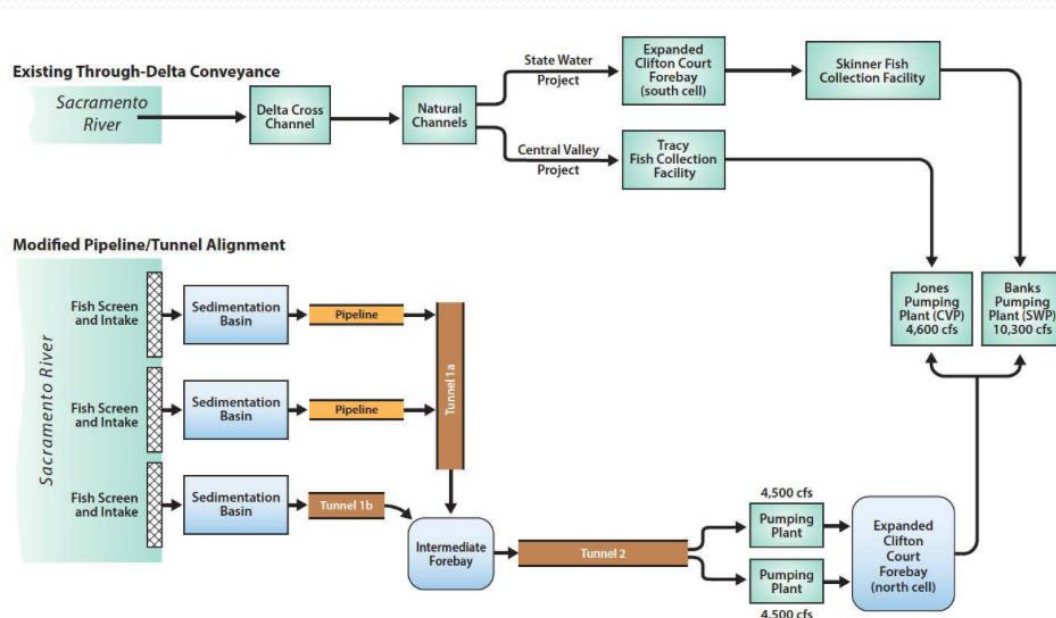 Existing Through-Delta Conveyance
Sacramento
River
Delta Cross
Channel
Natural
Channels
State Water
Project
Expanded
Clifton Court
Forebay
(south cell)
Skinner Fish
Collection Facility
Central Valley
Project
Tracy
Fish Collection
Facility
Jones
Pumping
Plant (CVP)
4,600 cfs
Banks
Pumping
Plant (SWP)
10,300 cfs
Modified Pipeline/Tunnel Alignment
Sacramento River
Fish Screen
and Intake
Sedimentation
Basin
Pipeline
Fish Screen
and Intake
Sedimentation
Basin
Pipeline
Tunnel 1a
Fish Screen
and Intake
Sedimentation
Basin
Tunnel 1b
Intermediate
Forebay
Tunnel 2
4,500 cfs
Pumping
Plant
Pumping
Plant
4,500 cfs
Expanded
Clifton
Court
Forebay
(north cell)